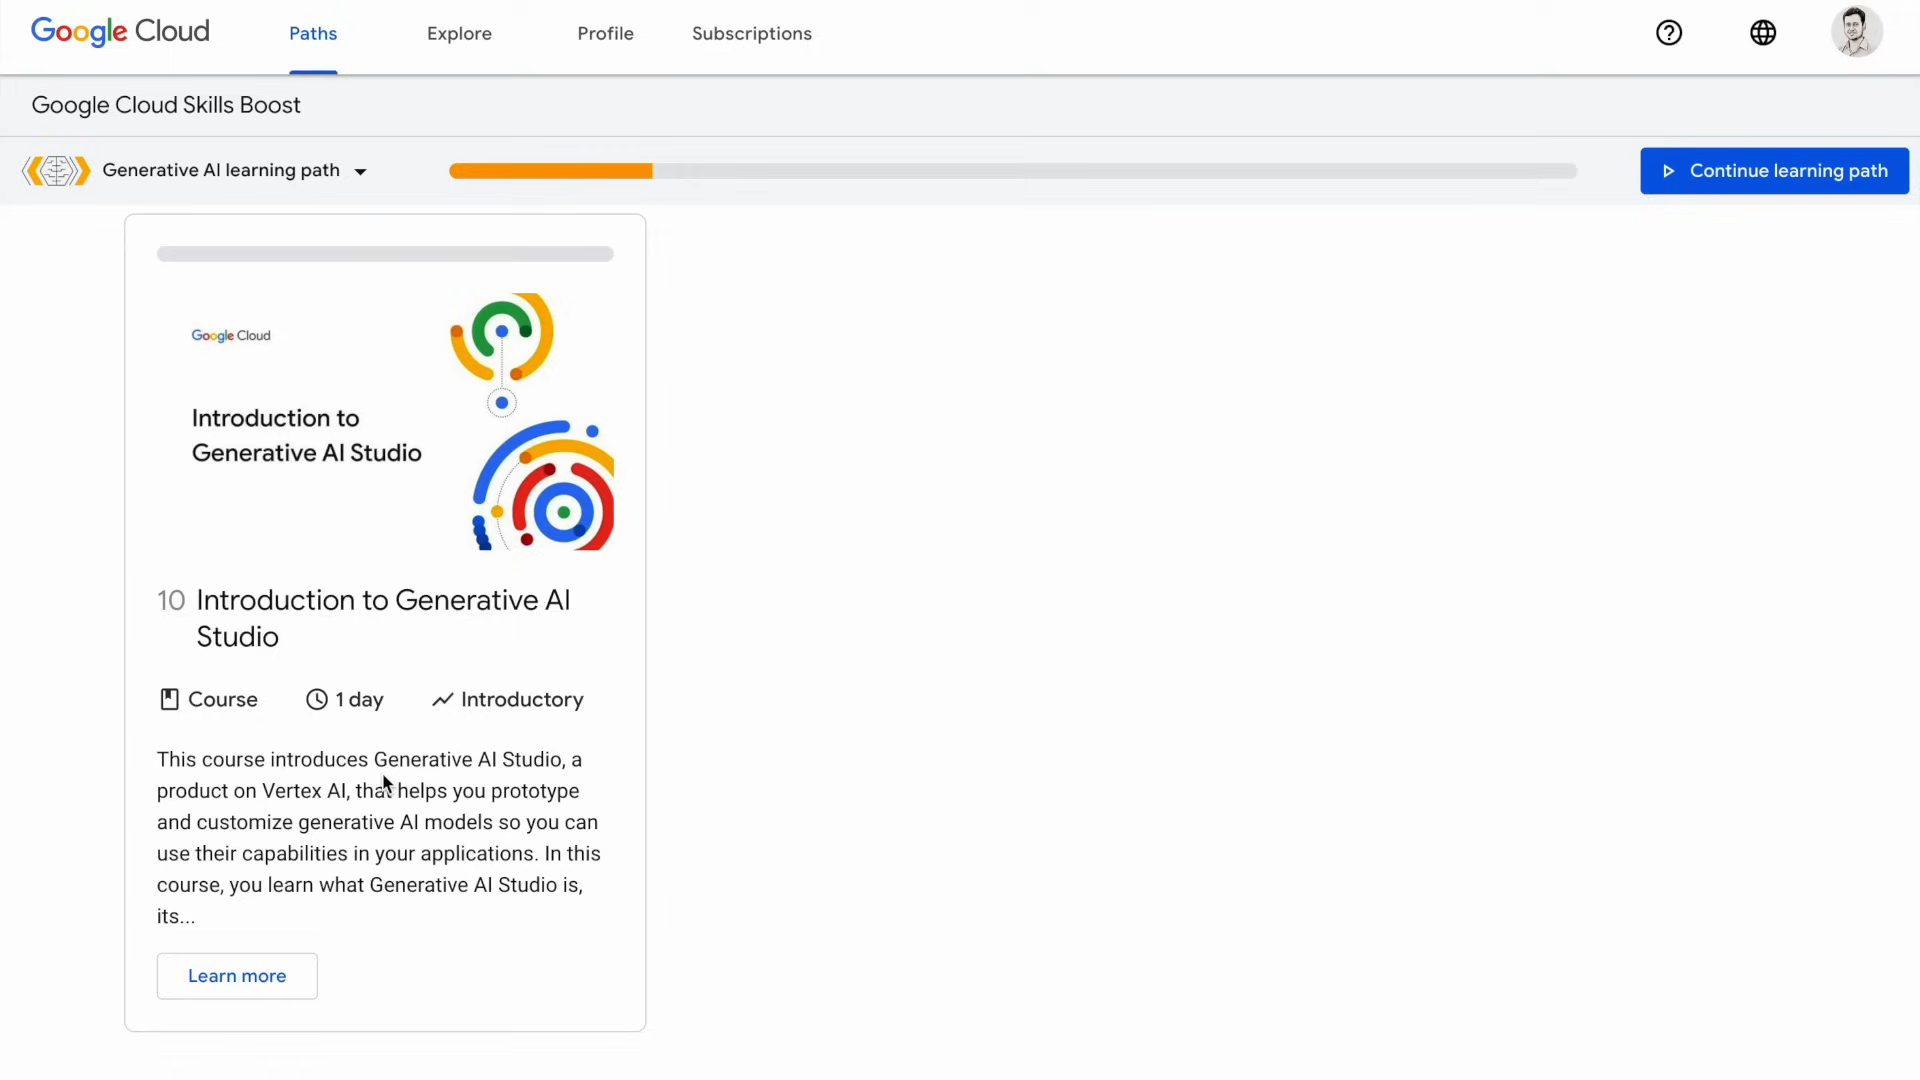 Google Cloud Paths Explore Profile Subscriptions
Google Cloud Skills Boost
Generative AI learning path Continue learning path
Google Cloud
Introduction to
Generative AI Studio
10 Introduction to Generative AI
Studio
Course 1 day Introductory
This course introduces Generative AI Studio, a
product on Vertex AI, that helps you prototype
and customize generative AI models so you can
use their capabilities in your applications. In this
course, you learn what Generative AI Studio is,
its...
Learn more